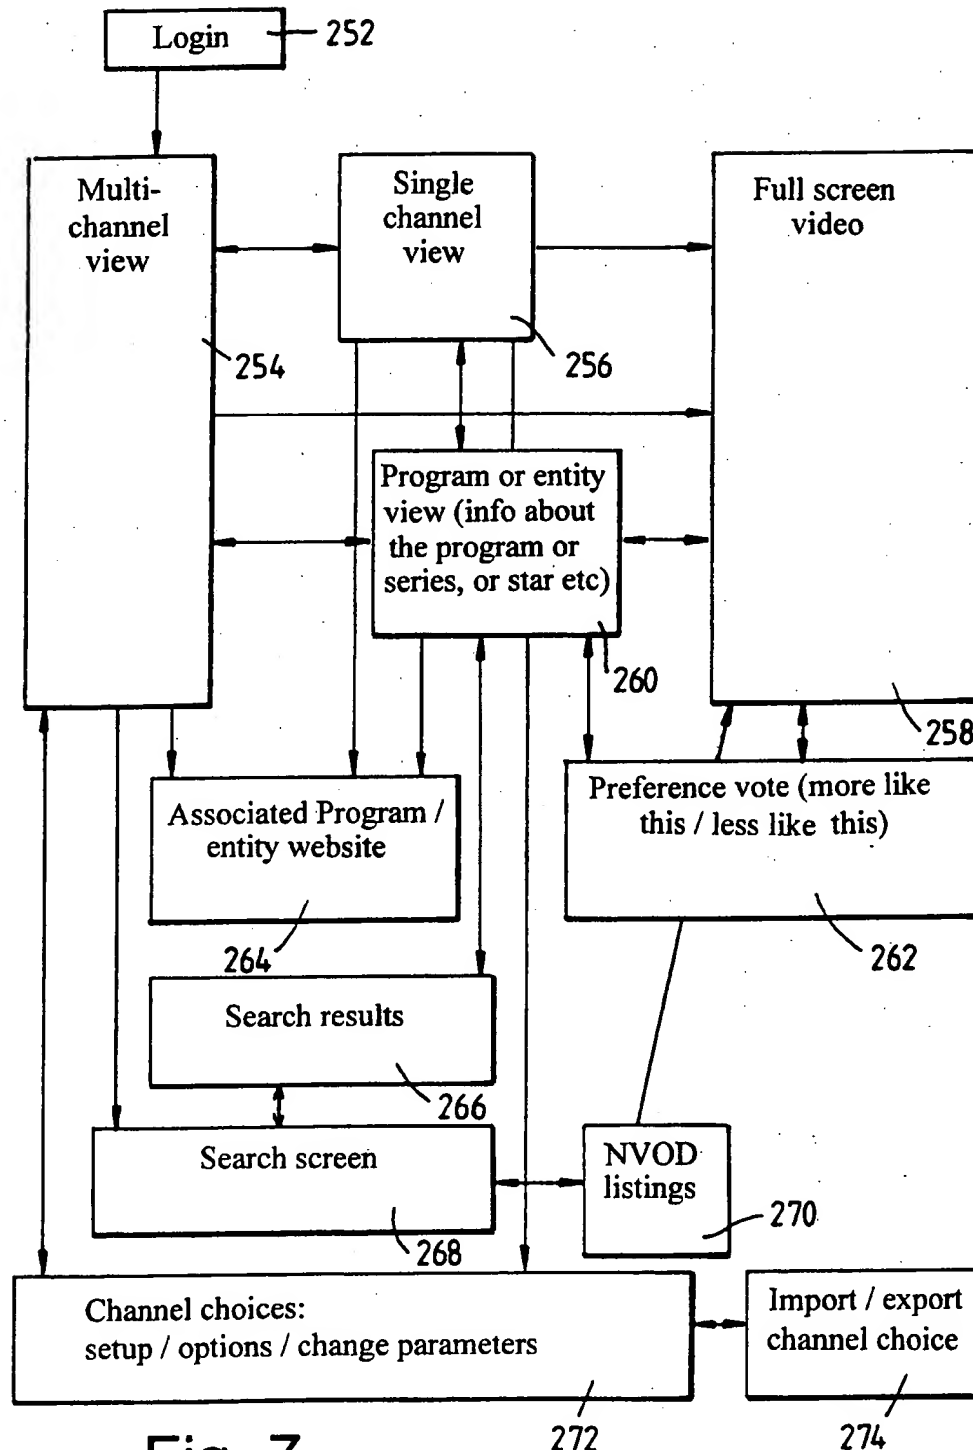 Login
252
Multi-
channel
view
254
Single
channel
view
256
Full screen
video
258
Program or entity
view (info about
the program or
series, or star etc)
260
Associated Program /
entity website
264
Preference vote (more like
this / less like this)
262
Search results
266
Search screen
268
NVOD
listings
270
Channel choices:
setup / options / change parameters
272
Import / export
channel choice
274
Fig. 7